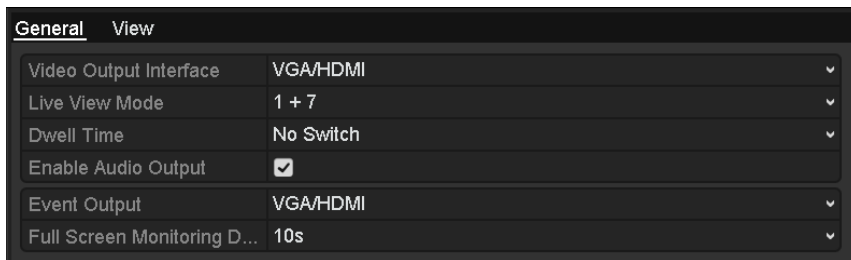 General View
Video Output Interface VGA/HDMI
Live View Mode 1 + 7
Dwell Time No Switch
Enable Audio Output
Event Output VGA/HDMI
Full Screen Monitoring D... 10s